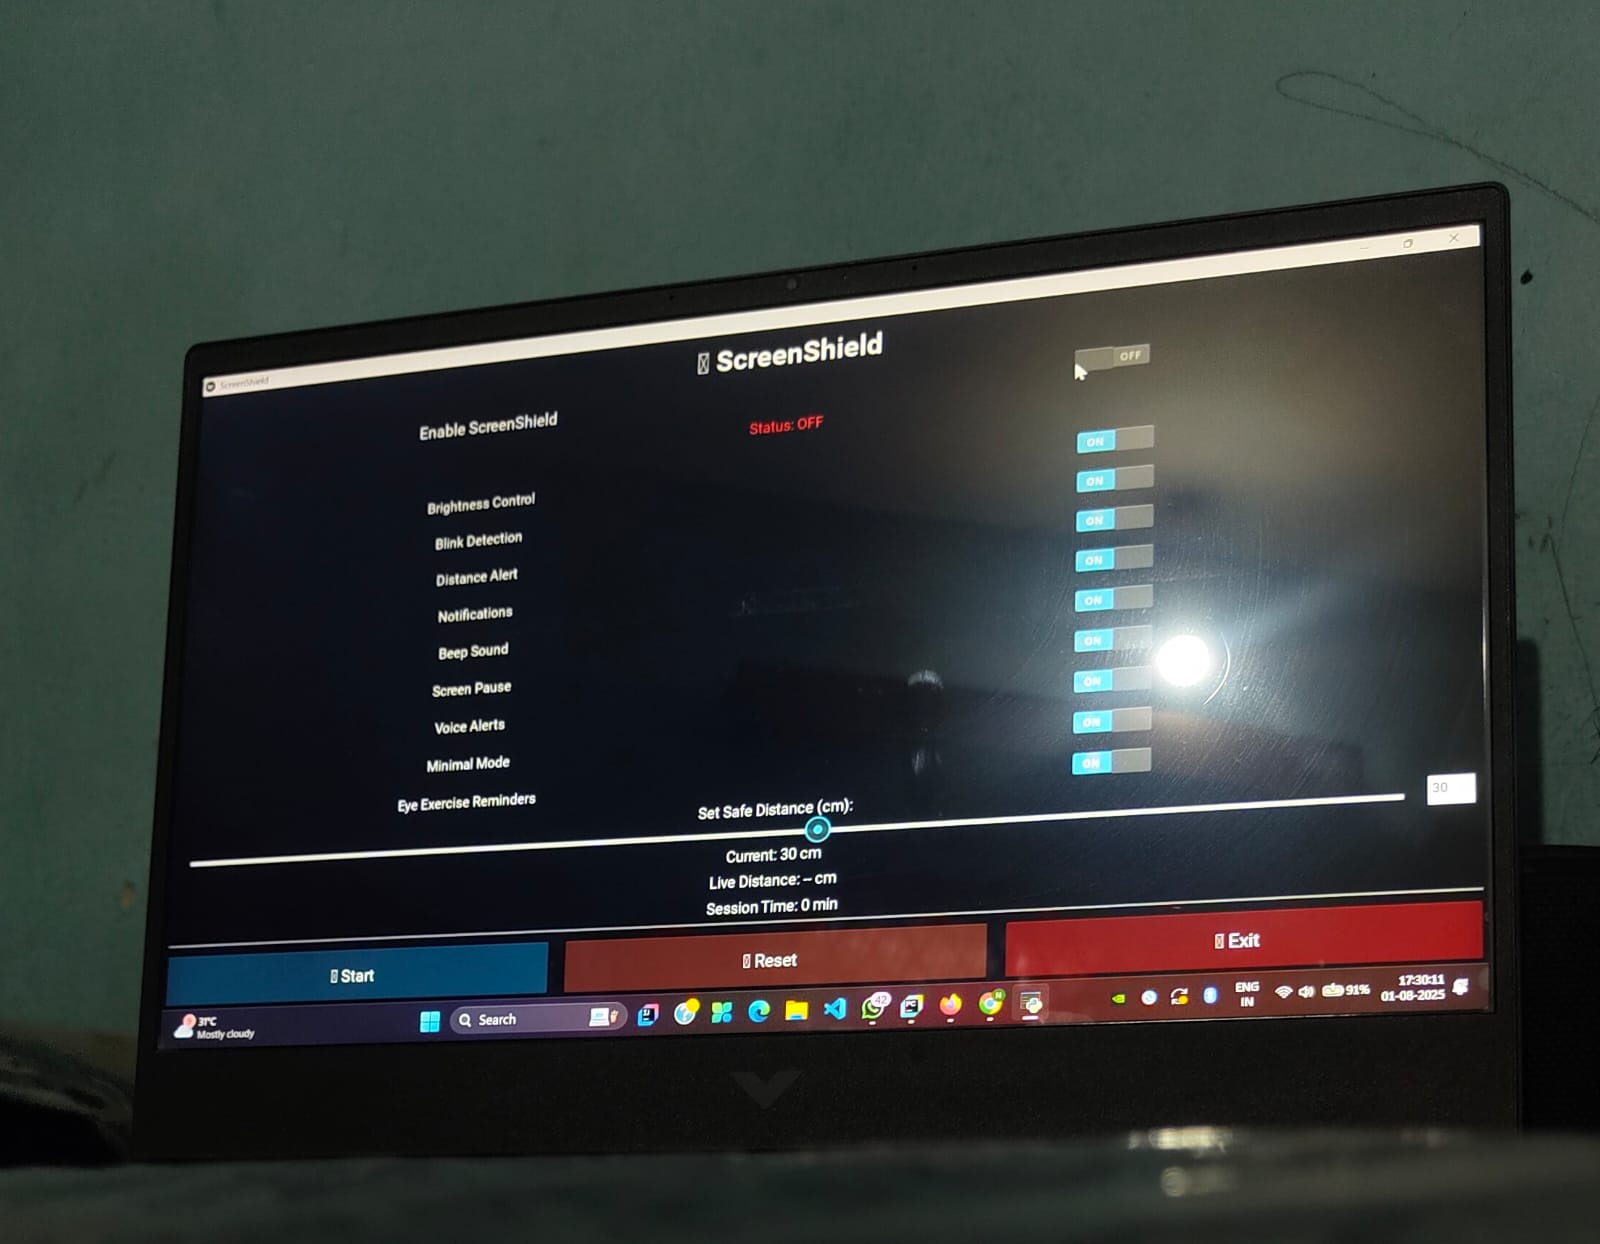 ScreenShield
ScreenShield
OFF
Enable ScreenShield
Status: OFF
ON
Brightness Control
ON
Blink Detection
ON
Distance Alert
ON
Notifications
ON
Beep Sound
ON
Screen Pause
ON
Voice Alerts
ON
Minimal Mode
ON
Eye Exercise Reminders
Set Safe Distance (cm):
30
Current: 30 cm
Live Distance: -- cm
Session Time: 0 min
Start
Reset
Exit
31°C
Mostly cloudy
Search
42
ENG
IN
91%
17:30:11
01-08-2025